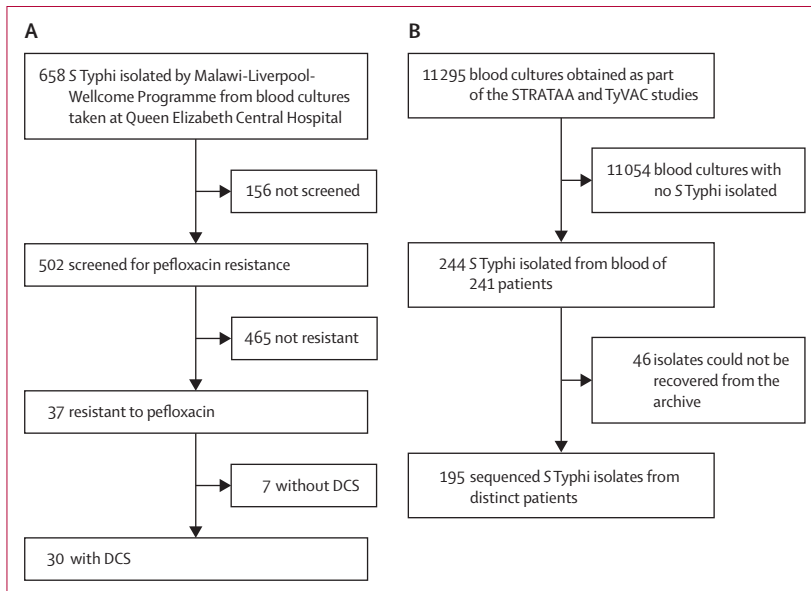 A
658 S Typhi isolated by Malawi-Liverpool-
Wellcome Programme from blood cultures
taken at Queen Elizabeth Central Hospital
156 not screened
502 screened for pefloxacin resistance
465 not resistant
37 resistant to pefloxacin
7 without DCS
30 with DCS
B
11 295 blood cultures obtained as part
of the STRATAA and TyVAC studies
11 054 blood cultures with
no S Typhi isolated
244 S Typhi isolated from blood of
241 patients
46 isolates could not be
recovered from the
archive
195 sequenced S Typhi isolates from
distinct patients